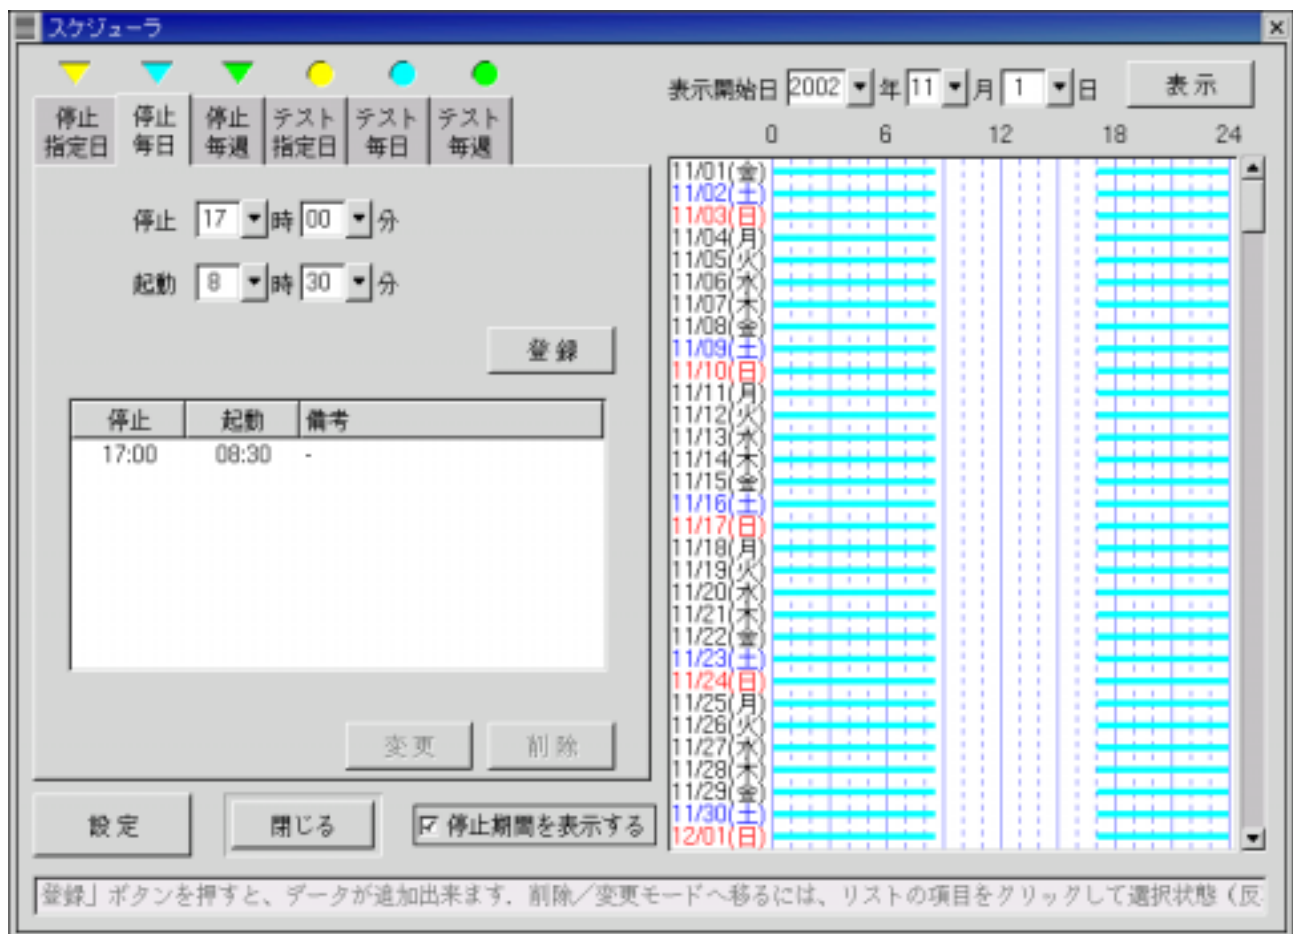 スケジューラ
停止 指定日
停止 毎日
停止 毎週
テスト 指定日
テスト 毎日
テスト 毎週
停止 17 時 00 分
起動 8 時 30 分
登録
停止 起動 備考
17:00 08:30 -
変更 削除
設定 閉じる 停止期間を表示する
表示開始日 2002 年 11 月 1 日 表示
0 6 12 18 24
11/01(金)
11/02(土)
11/03(日)
11/04(月)
11/05(火)
11/06(水)
11/07(木)
11/08(金)
11/09(土)
11/10(日)
11/11(月)
11/12(火)
11/13(水)
11/14(木)
11/15(金)
11/16(土)
11/17(日)
11/18(月)
11/19(火)
11/20(水)
11/21(木)
11/22(金)
11/23(土)
11/24(日)
11/25(月)
11/26(火)
11/27(水)
11/28(木)
11/29(金)
11/30(土)
12/01(日)
登録」ボタンを押すと、データが追加出来ます. 削除/変更モードへ移るには、リストの項目をクリックして選択状態(反